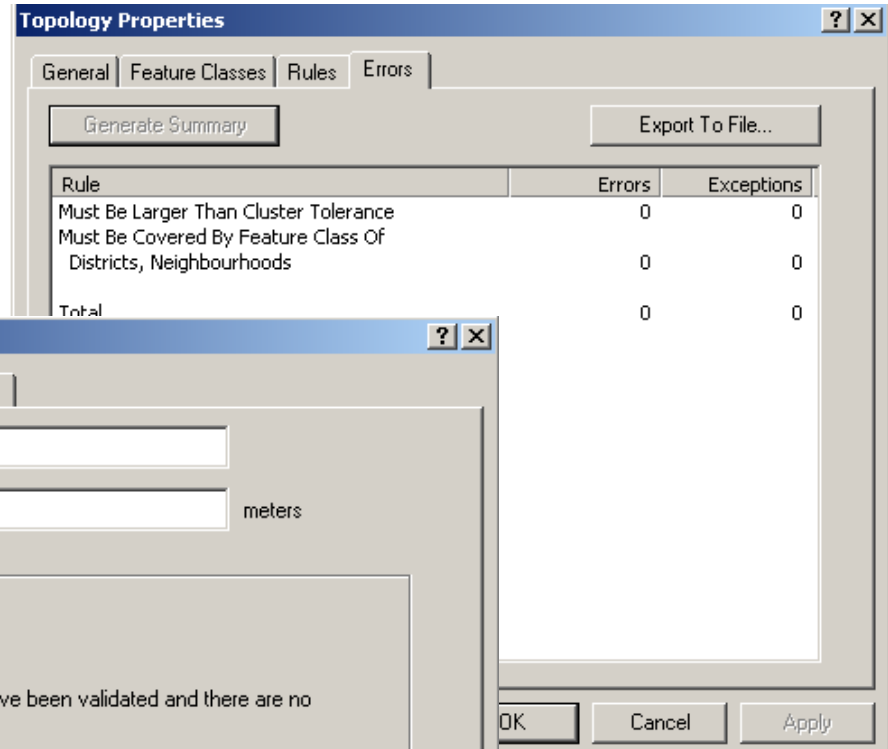 Topology Properties
General Feature Classes Rules Errors
Generate Summary Export To File...
Rule Errors Exceptions
Must Be Larger Than Cluster Tolerance 0 0
Must Be Covered By Feature Class Of
Districts, Neighbourhoods 0 0
Total 0 0
meters
ve been validated and there are no
OK Cancel Apply